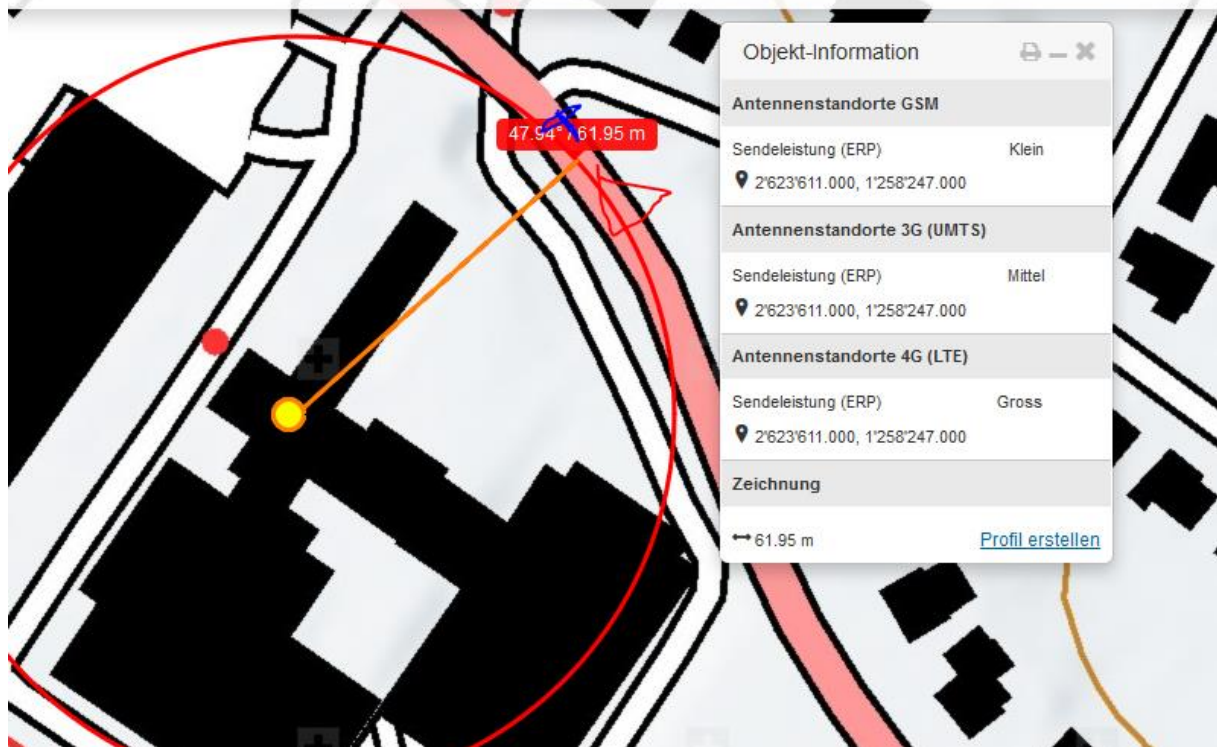 Objekt-Information
Antennenstandorte GSM
Sendeleistung (ERP) Klein
2'623'611.000, 1'258'247.000
Antennenstandorte 3G (UMTS)
Sendeleistung (ERP) Mittel
2'623'611.000, 1'258'247.000
Antennenstandorte 4G (LTE)
Sendeleistung (ERP) Gross
2'623'611.000, 1'258'247.000
Zeichnung
61.95 m Profil erstellen
47.94° / 61.95 m